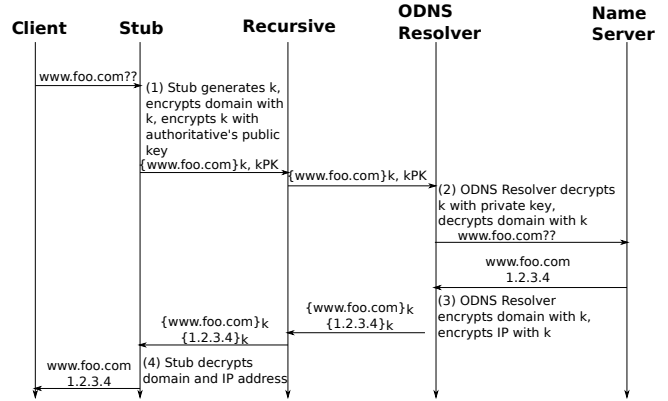 Client
Stub
Recursive
ODNS
Resolver
Name
Server
www.foo.com??
(1) Stub generates k,
encrypts domain with
k, encrypts k with
authoritative's public
key
{www.foo.com}k, kPK
{www.foo.com}k, kPK
(2) ODNS Resolver decrypts
k with private key,
decrypts domain with k
www.foo.com??
www.foo.com
1.2.3.4
(3) ODNS Resolver
encrypts domain with k,
encrypts IP with k
{www.foo.com}k
{1.2.3.4}k
{www.foo.com}k
{1.2.3.4}k
(4) Stub decrypts
domain and IP address
www.foo.com
1.2.3.4